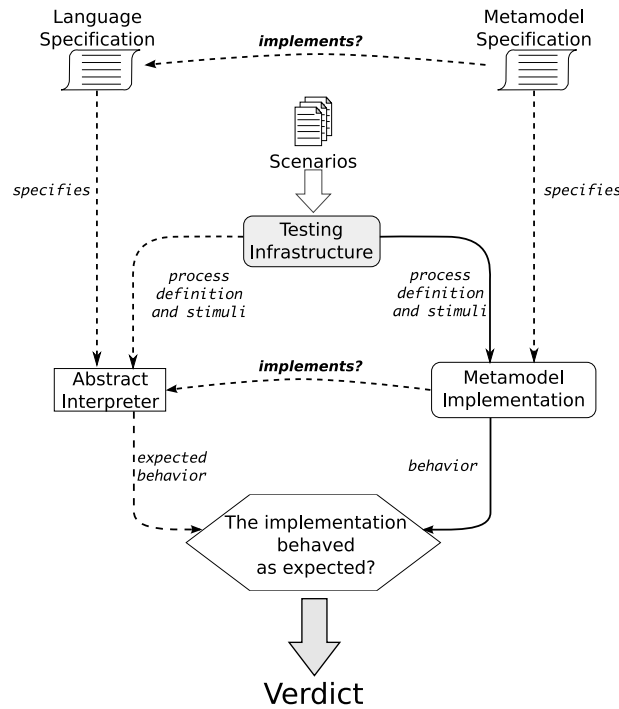 Language
Specification
implements?
Metamodel
Specification
Scenarios
specifies
specifies
Testing
Infrastructure
process
definition
and stimuli
process
definition
and stimuli
implements?
Abstract
Interpreter
Metamodel
Implementation
expected
behavior
behavior
The implementation
behaved
as expected?
Verdict